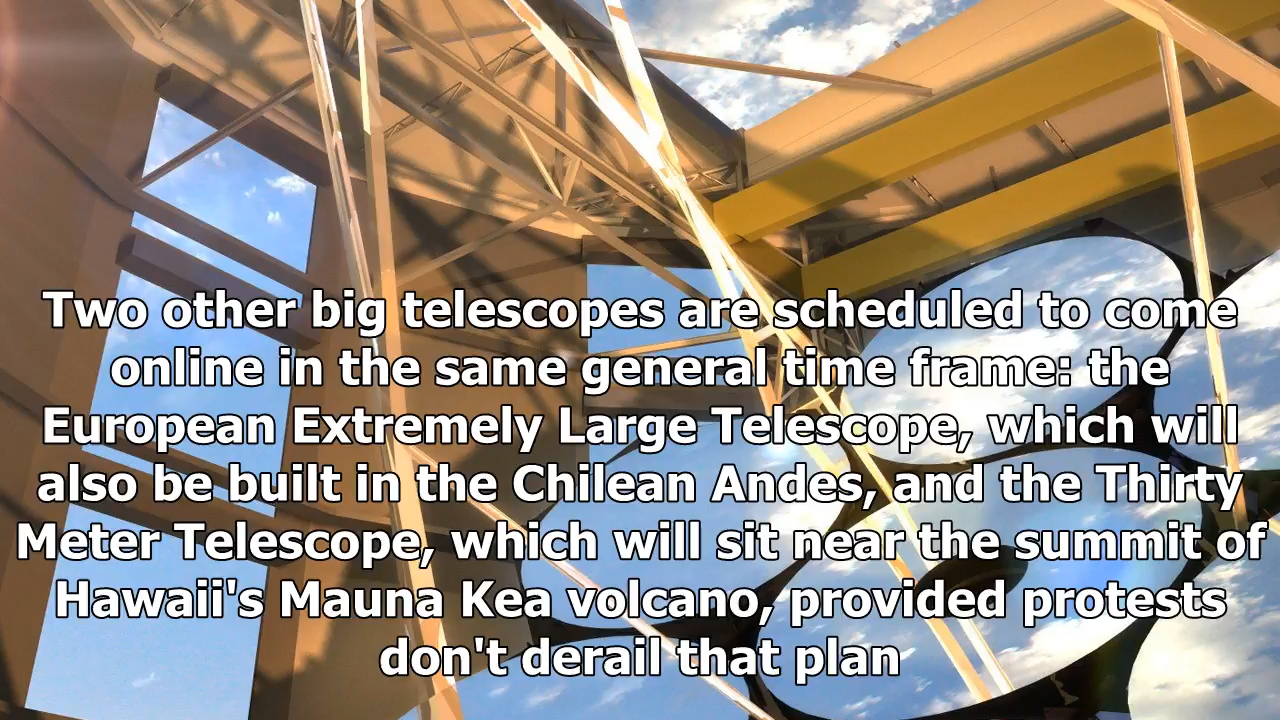 Two other big telescopes are scheduled to come
online in the same general time frame: the
European Extremely Large Telescope, which will
also be built in the Chilean Andes, and the Thirty
Meter Telescope, which will sit near the summit of
Hawaii's Mauna Kea volcano, provided protests
don't derail that plan